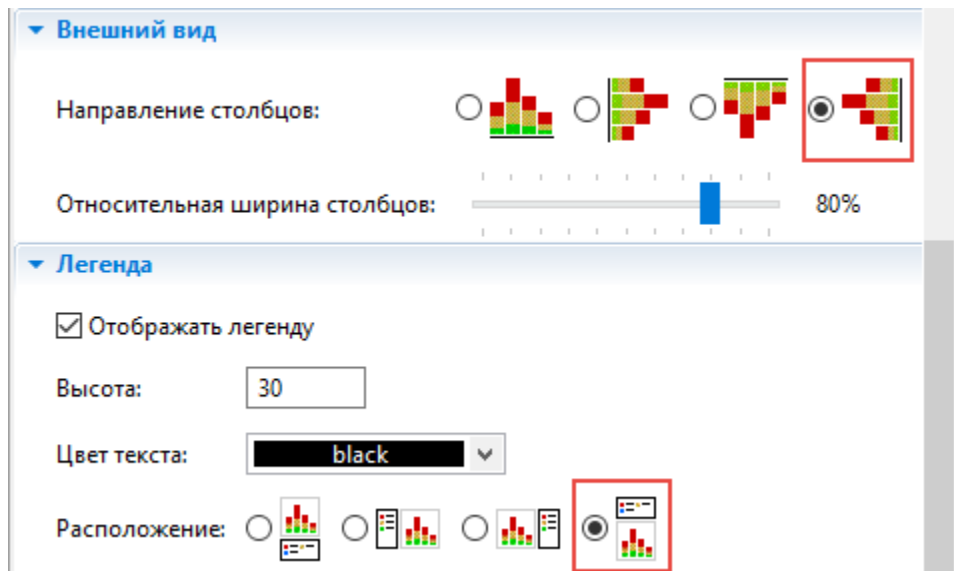 Внешний вид
Направление столбцов:
Относительная ширина столбцов: 80%
Легенда
Отображать легенду
Высота: 30
Цвет текста: black
Расположение: